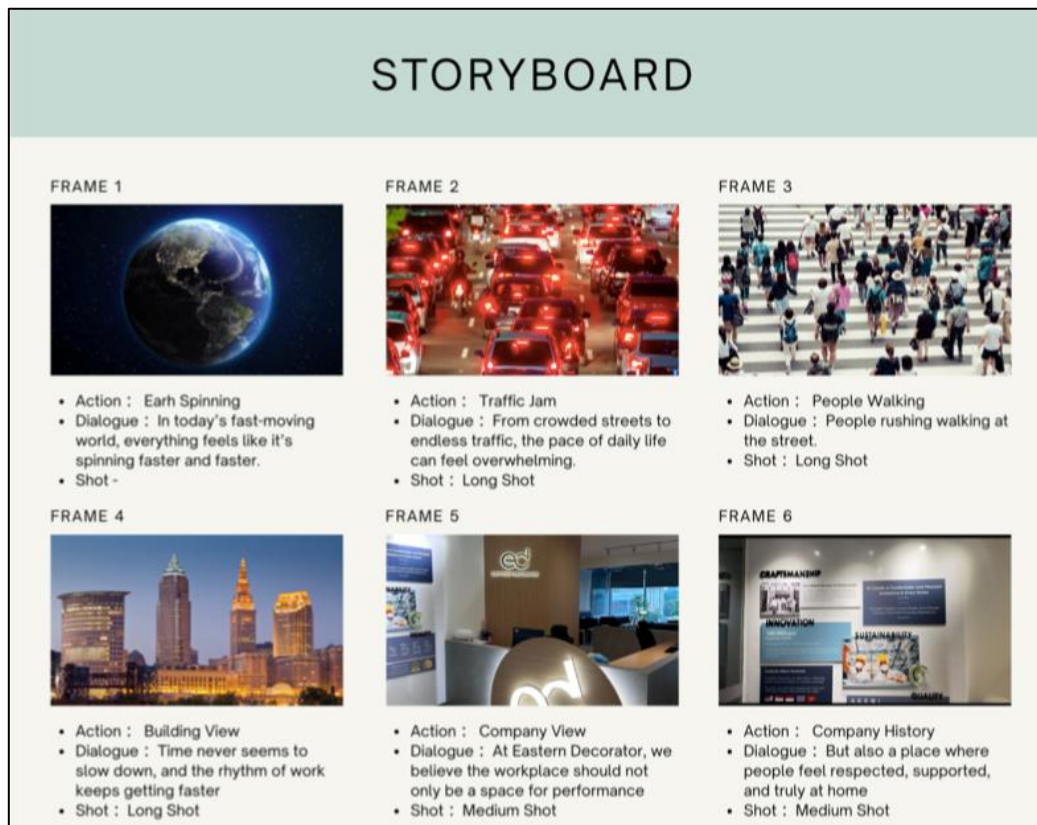 STORYBOARD
FRAME 1
• Action : Earh Spinning
• Dialogue : In today's fast-moving
world, everything feels like it's
spinning faster and faster.
• Shot -
FRAME 2
• Action : Traffic Jam
• Dialogue : From crowded streets to
endless traffic, the pace of daily life
can feel overwhelming.
• Shot : Long Shot
FRAME 3
• Action : People Walking
• Dialogue : People rushing walking at
the street.
• Shot : Long Shot
FRAME 4
• Action : Building View
• Dialogue : Time never seems to
slow down, and the rhythm of work
keeps getting faster
• Shot : Long Shot
FRAME 5
ed
ed
• Action : Company View
• Dialogue : At Eastern Decorator, we
believe the workplace should not
only be a space for performance
• Shot : Medium Shot
FRAME 6
CRAFTSMANSHIP
INNOVATION
SUSTAINABILITY
QUALITY
• Action : Company History
• Dialogue : But also a place where
people feel respected, supported,
and truly at home
• Shot : Medium Shot